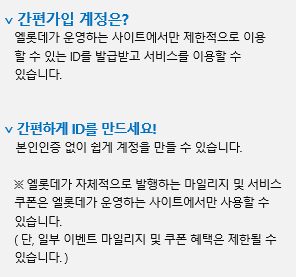 ∨ 간편가입 계정은?
엘롯데가 운영하는 사이트에서만 제한적으로 이용
할 수 있는 ID를 발급받고 서비스를 이용할 수
있습니다.
∨ 간편하게 ID를 만드세요!
본인인증 없이 쉽게 계정을 만들 수 있습니다.
※ 엘롯데가 자체적으로 발행하는 마일리지 및 서비스
쿠폰은 엘롯데가 운영하는 사이트에서만 사용할 수
있습니다.
( 단, 일부 이벤트 마일리지 및 쿠폰 혜택은 제한될 수
있습니다. )